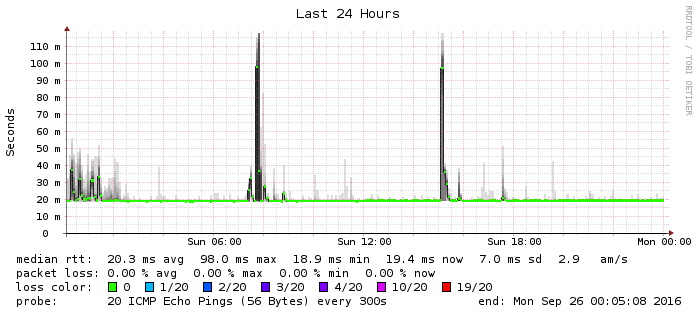 Last 24 Hours
RRDTOOL / TOBI OETIKER
Seconds
110 m
100 m
90 m
80 m
70 m
60 m
50 m
40 m
30 m
20 m
10 m
0
Sun 06:00 Sun 12:00 Sun 18:00 Mon 00:00
median rtt: 20.3 ms avg 98.0 ms max 18.9 ms min 19.4 ms now 7.0 ms sd 2.9 am/s
packet loss: 0.00 % avg 0.00 % max 0.00 % min 0.00 % now
loss color: 0 1/20 2/20 3/20 4/20 10/20 19/20
probe: 20 ICMP Echo Pings (56 Bytes) every 300s end: Mon Sep 26 00:05:08 2016